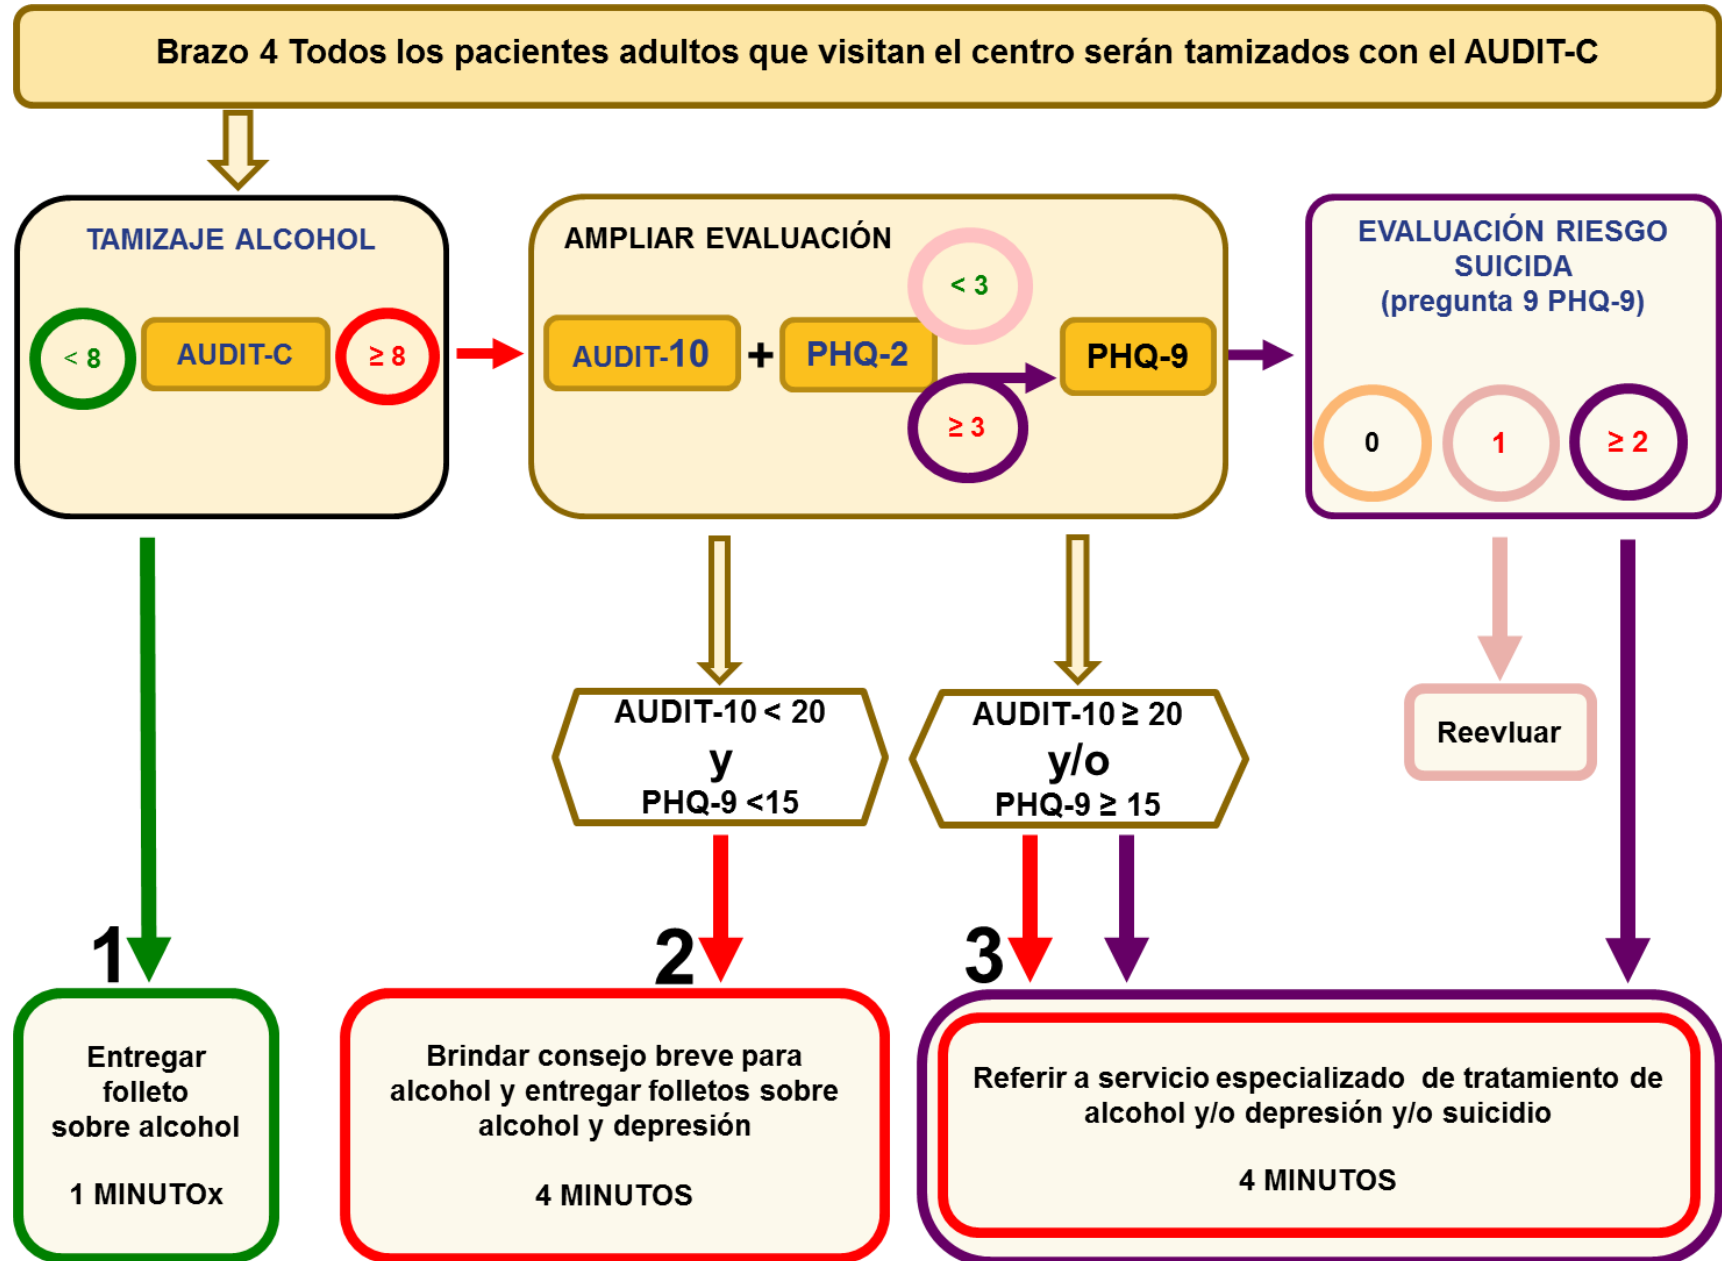 Brazo 4 Todos los pacientes adultos que visitan el centro serán tamizados con el AUDIT-C
TAMIZAJE ALCOHOL
< 8
AUDIT-C
≥ 8
AMPLIAR EVALUACIÓN
AUDIT-10
+
PHQ-2
< 3
≥ 3
PHQ-9
EVALUACIÓN RIESGO
SUICIDA
(pregunta 9 PHQ-9)
0
1
≥ 2
AUDIT-10 < 20
y
PHQ-9 <15
AUDIT-10 ≥ 20
y/o
PHQ-9 ≥ 15
Reevluar
1
Entregar
folleto
sobre alcohol
1 MINUTOx
2
Brindar consejo breve para
alcohol y entregar folletos sobre
alcohol y depresión
4 MINUTOS
3
Referir a servicio especializado de tratamiento de
alcohol y/o depresión y/o suicidio
4 MINUTOS